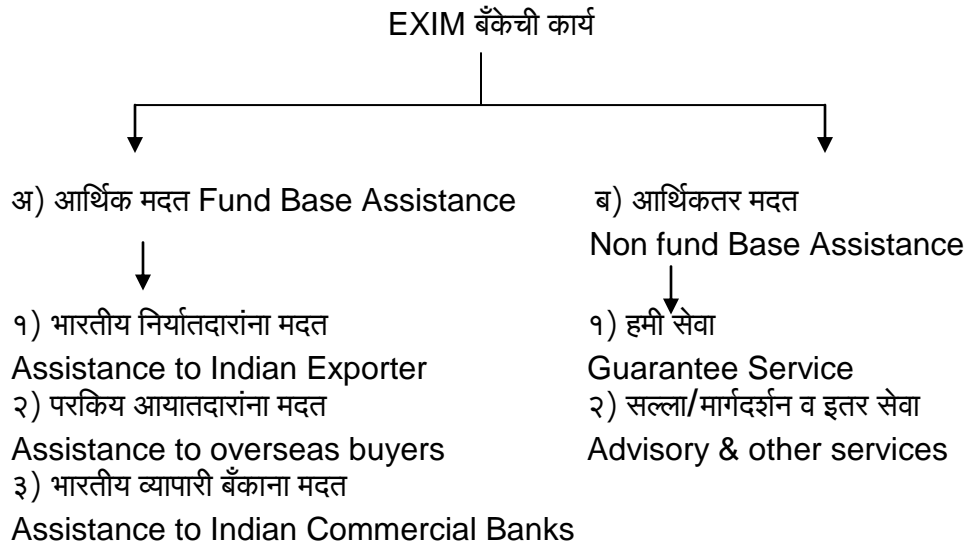 EXIM बँकेची कार्य
अ) आर्थिक मदत Fund Base Assistance
ब) आर्थिकतर मदत
Non fund Base Assistance
१) भारतीय निर्यातदारांना मदत
Assistance to Indian Exporter
२) परकिय आयातदारांना मदत
Assistance to overseas buyers
३) भारतीय व्यापारी बँकाना मदत
Assistance to Indian Commercial Banks
१) हमी सेवा
Guarantee Service
२) सल्ला/मार्गदर्शन व इतर सेवा
Advisory & other services